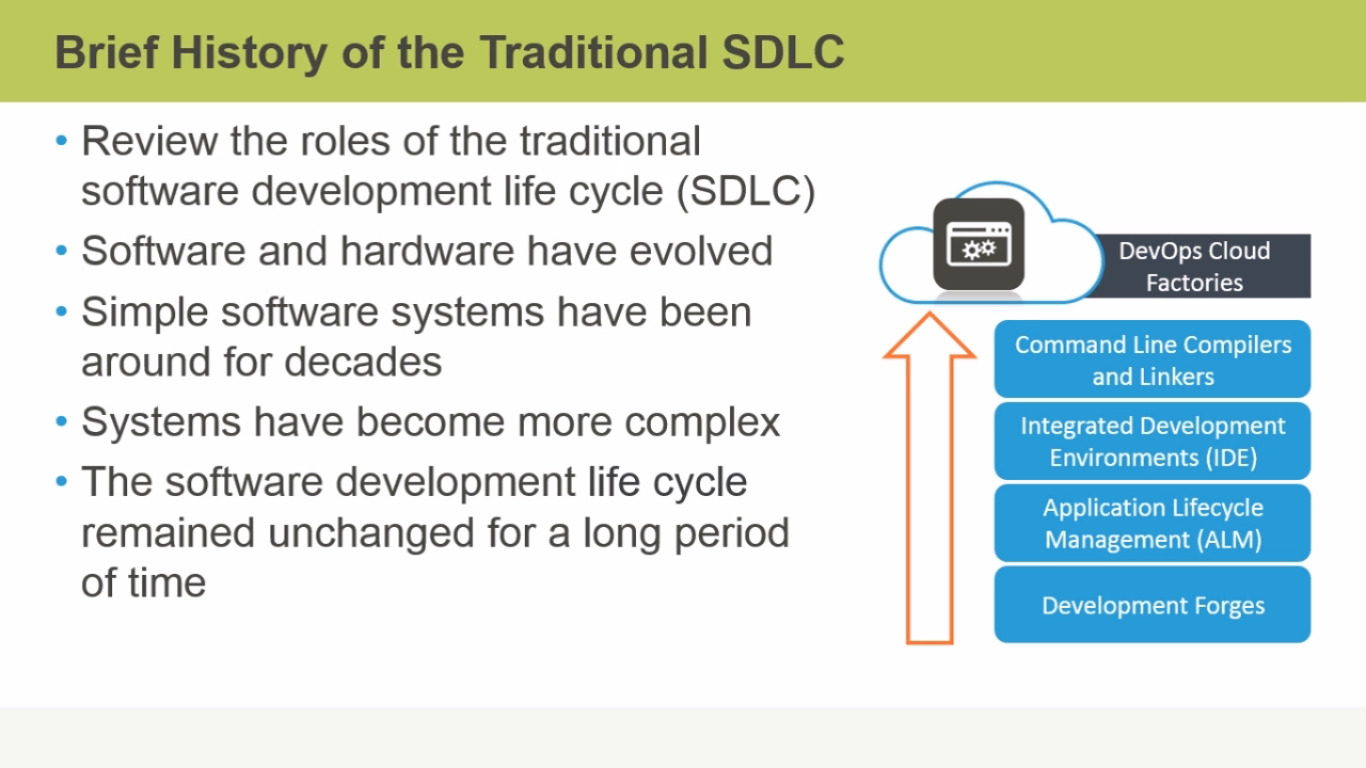 Brief History of the Traditional SDLC
• Review the roles of the traditional
software development life cycle (SDLC)
• Software and hardware have evolved
• Simple software systems have been
around for decades
• Systems have become more complex
• The software development life cycle
remained unchanged for a long period
of time
DevOps Cloud
Factories
Command Line Compilers
and Linkers
Integrated Development
Environments (IDE)
Application Lifecycle
Management (ALM)
Development Forges